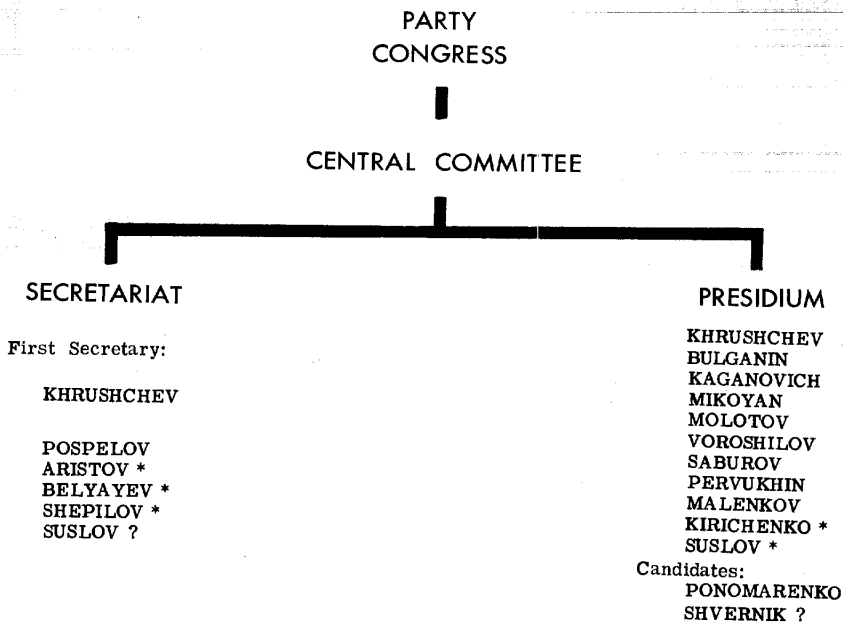 PARTY
CONGRESS
CENTRAL COMMITTEE
SECRETARIAT
First Secretary:
KHRUSHCHEV
POSPELOV
ARISTOV *
BELYAYEV *
SHEPILOV *
SUSLOV ?
PRESIDIUM
KHRUSHCHEV
BULGANIN
KAGANOVICH
MIKOYAN
MOLOTOV
VOROSHILOV
SABUROV
PERVUKHIN
MALENKOV
KIRICHENKO *
SUSLOV *
Candidates:
PONOMARENKO
SHVERNIK ?